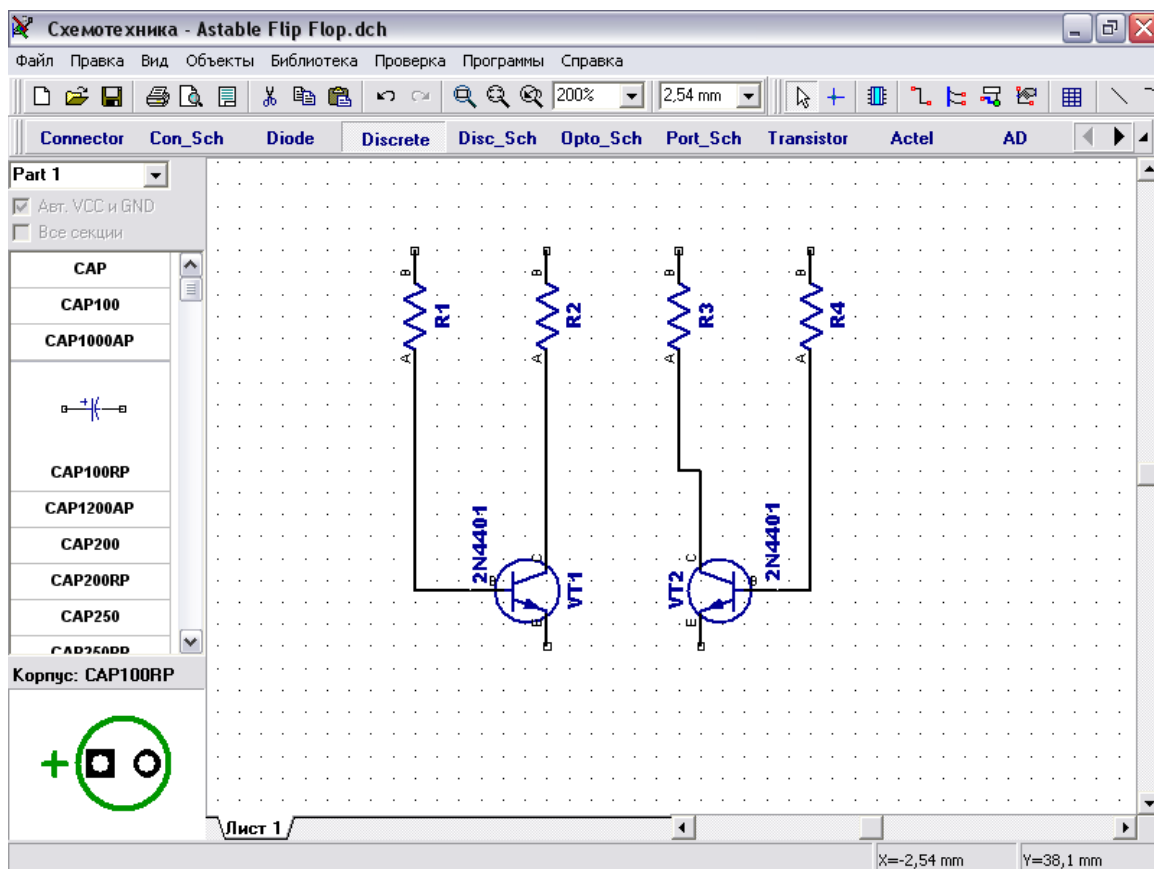 Схемотехника - Astable Flip Flop.dch
Файл Правка Вид Объекты Библиотека Проверка Программы Справка
200% 2,54 mm
Connector Con_Sch Diode Discrete Disc_Sch Opto_Sch Port_Sch Transistor Actel AD
Part 1
Авт. VCC и GND
Все секции
CAP
CAP100
CAP1000AP
CAP100RP
CAP1200AP
CAP200
CAP200RP
CAP250
CAP250RP
Корпус: CAP100RP
B B B B
R1 R2 R3 R4
A A A A
2N4401 2N4401
C C
B VT1 VT2 B
E E
Лист 1
X=-2,54 mm Y=38,1 mm